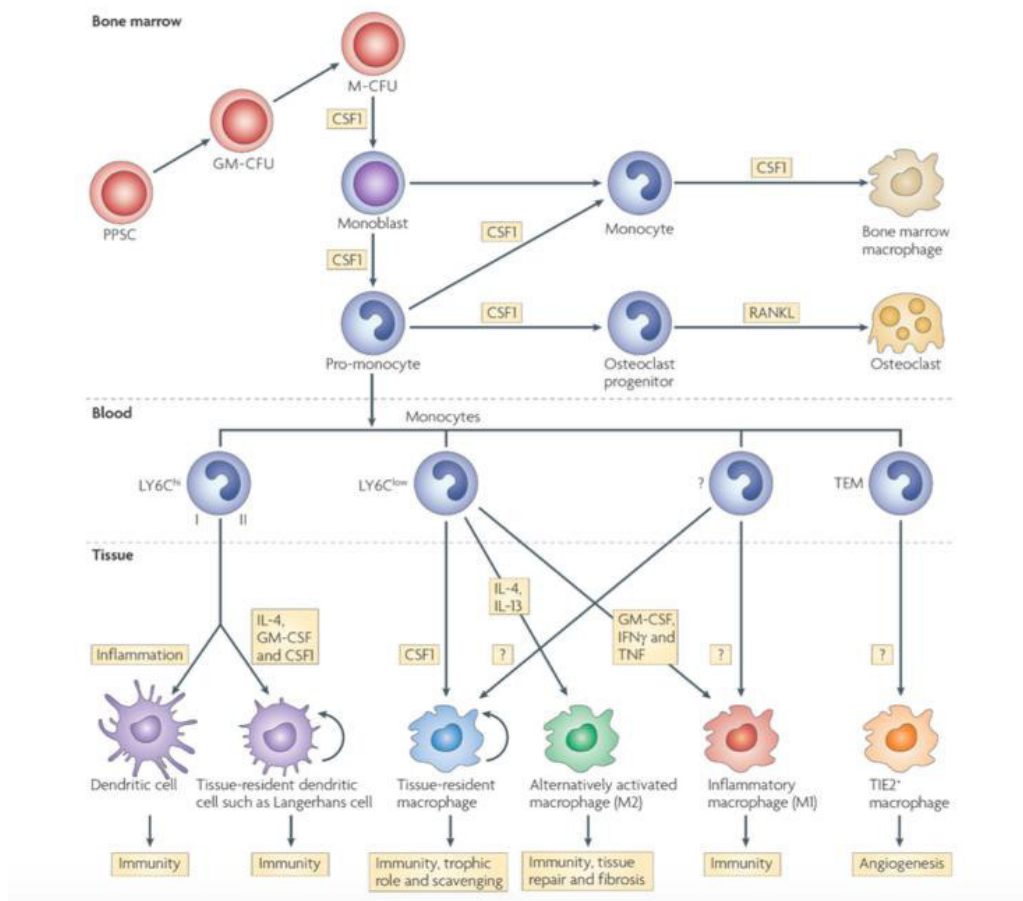 Bone marrow
M-CFU
CSF1
GM-CFU
CSF1
PPSC
Monoblast
Monocyte
Bone marrow
macrophage
CSF1
CSF1
CSF1
RANKL
Pro-monocyte
Osteoclast
progenitor
Osteoclast
Blood
Monocytes
LY6Chi
LY6Clow
?
TEM
I
II
Tissue
IL-4,
IL-13
IL-4,
GM-CSF
and CSF1
GM-CSF,
IFNγ and
TNF
Inflammation
CSF1
?
?
?
Dendritic cell
Tissue-resident dendritic
cell such as Langerhans cell
Tissue-resident
macrophage
Alternatively activated
macrophage (M2)
Inflammatory
macrophage (M1)
TIE2+
macrophage
Immunity
Immunity
Immunity, trophic
role and scavenging
Immunity, tissue
repair and fibrosis
Immunity
Angiogenesis